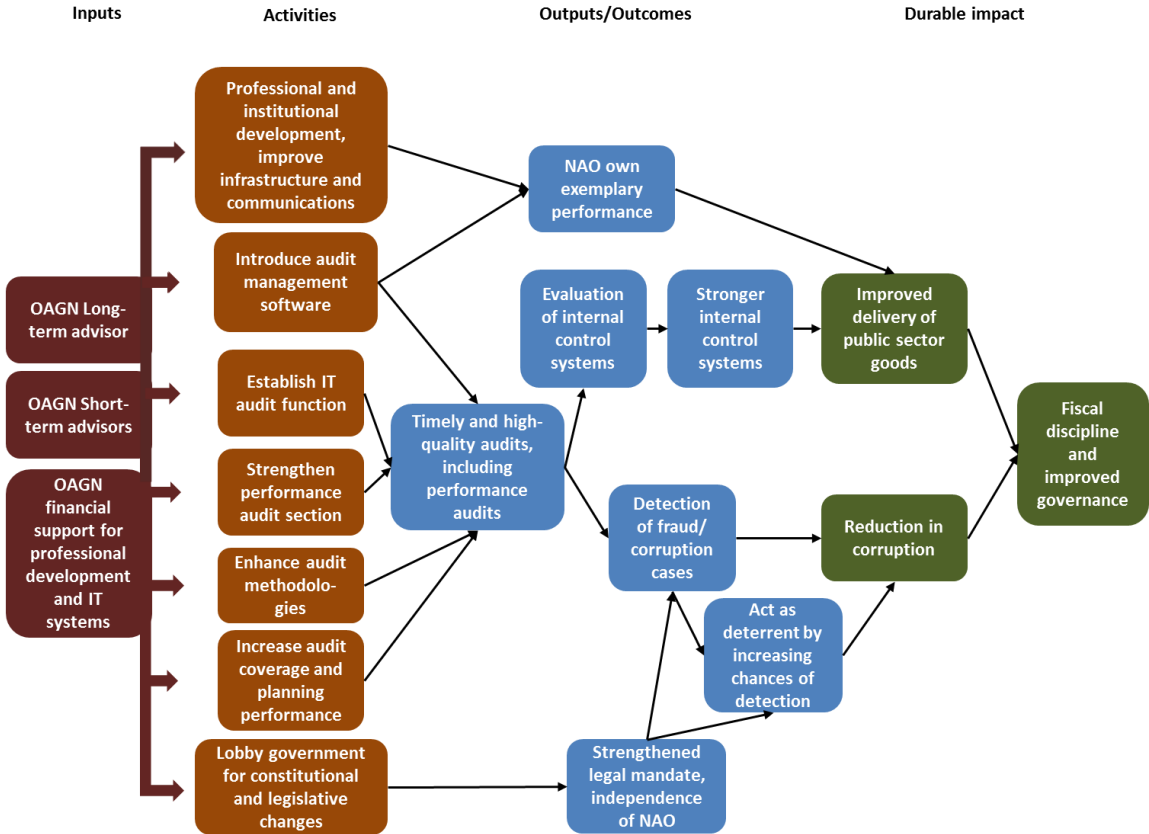 Inputs
Activities
Outputs/Outcomes
Durable impact
OAGN Long-
term advisor
OAGN Short-
term advisors
OAGN
financial
support for
professional
development
and IT
systems
Professional and
institutional
development,
improve
infrastructure and
communications
Introduce audit
management
software
Establish IT
audit function
Strengthen
performance
audit section
Enhance audit
methodolo-
gies
Increase audit
coverage and
planning
performance
Lobby government
for constitutional
and legislative
changes
Timely and high-
quality audits,
including
performance
audits
NAO own
exemplary
performance
Evaluation
of internal
control
systems
Stronger
internal
control
systems
Detection
of fraud/
corruption
cases
Act as
deterrent by
increasing
chances of
detection
Strengthened
legal mandate,
independence
of NAO
Improved
delivery of
public sector
goods
Reduction in
corruption
Fiscal
discipline
and
improved
governance